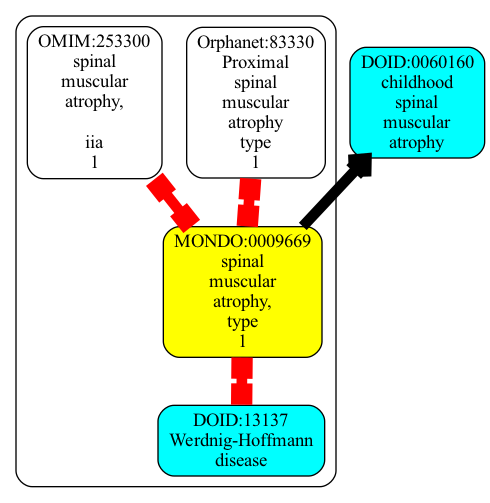 OMIM:253300
spinal
muscular
atrophy,
iia
1
Orphanet:83330
Proximal
spinal
muscular
atrophy
type
1
DOID:0060160
childhood
spinal
muscular
atrophy
MONDO:0009669
spinal
muscular
atrophy,
type
1
DOID:13137
Werdnig-Hoffmann
disease